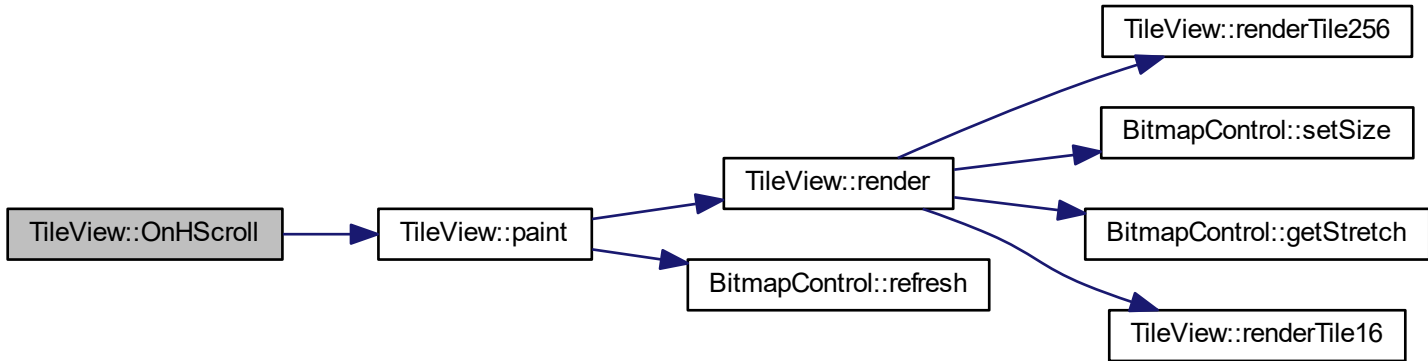 TileView::renderTile256
BitmapControl::setSize
TileView::render
TileView::OnHScroll
TileView::paint
BitmapControl::getStretch
BitmapControl::refresh
TileView::renderTile16